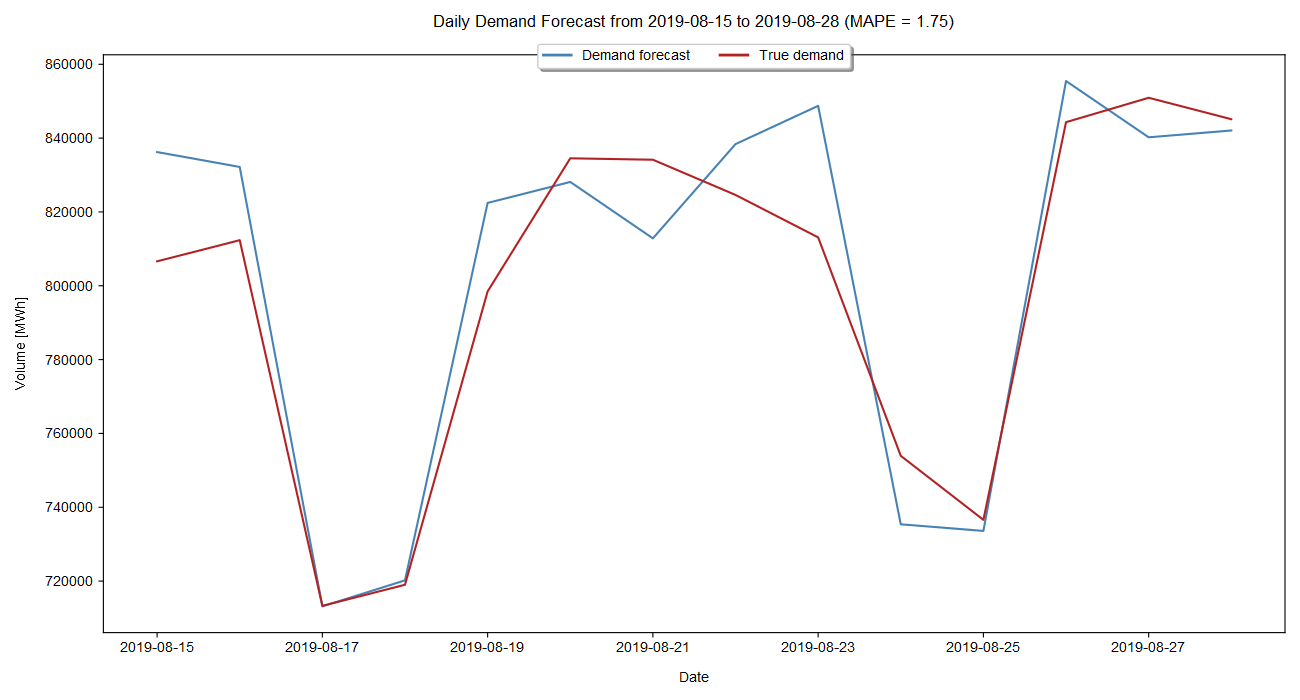 Daily Demand Forecast from 2019-08-15 to 2019-08-28 (MAPE = 1.75)
Demand forecast True demand
860000
840000
820000
800000
780000
760000
740000
720000
Volume [MWh]
2019-08-15 2019-08-17 2019-08-19 2019-08-21 2019-08-23 2019-08-25 2019-08-27
Date